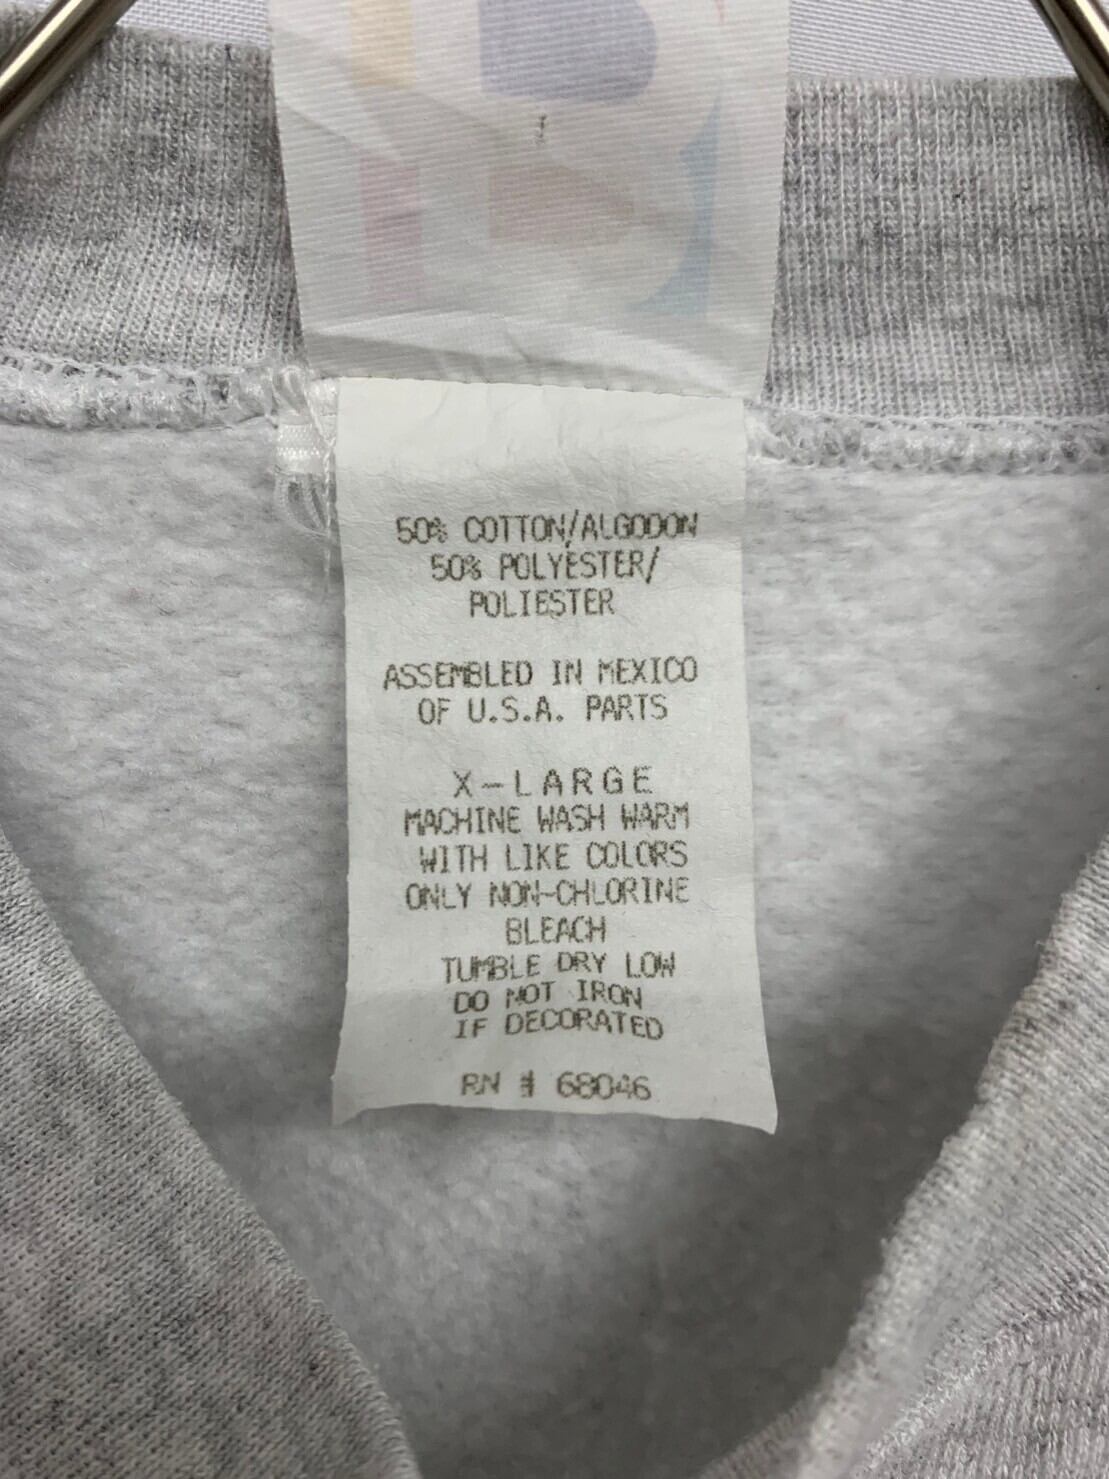 50% COTTON/ALGODON
50% POLYESTER/
POLIESTER
ASSEMBLED IN MEXICO
OF U.S.A. PARTS
X-LARGE
MACHINE WASH WARM
WITH LIKE COLORS
ONLY NON-CHLORINE
BLEACH
TUMBLE DRY LOW
DO NOT IRON
IF DECORATED
RN # 68046